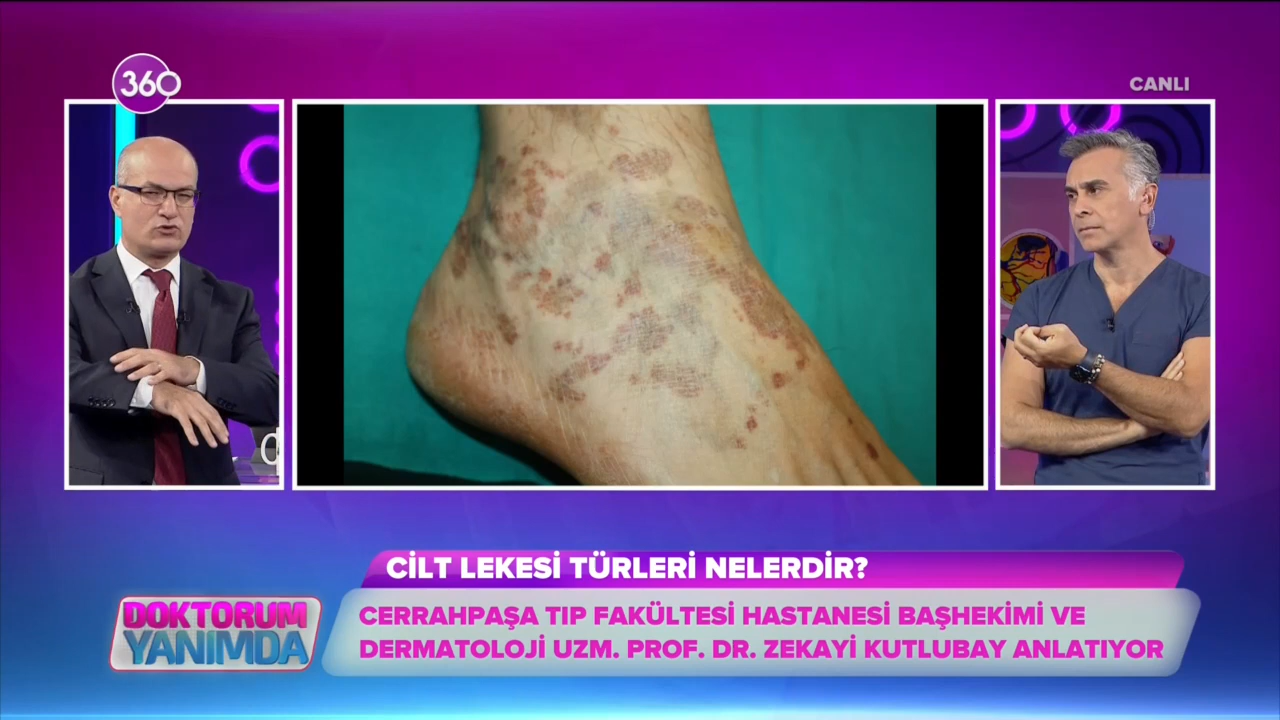 360
CANLI
CİLT LEKESİ TÜRLERİ NELERDİR?
DOKTORUM
YANIMDA
CERRAHPAŞA TIP FAKÜLTESİ HASTANESİ BAŞHEKİMİ VE
DERMATOLOJİ UZM. PROF. DR. ZEKAYİ KUTLUBAY ANLATIYOR